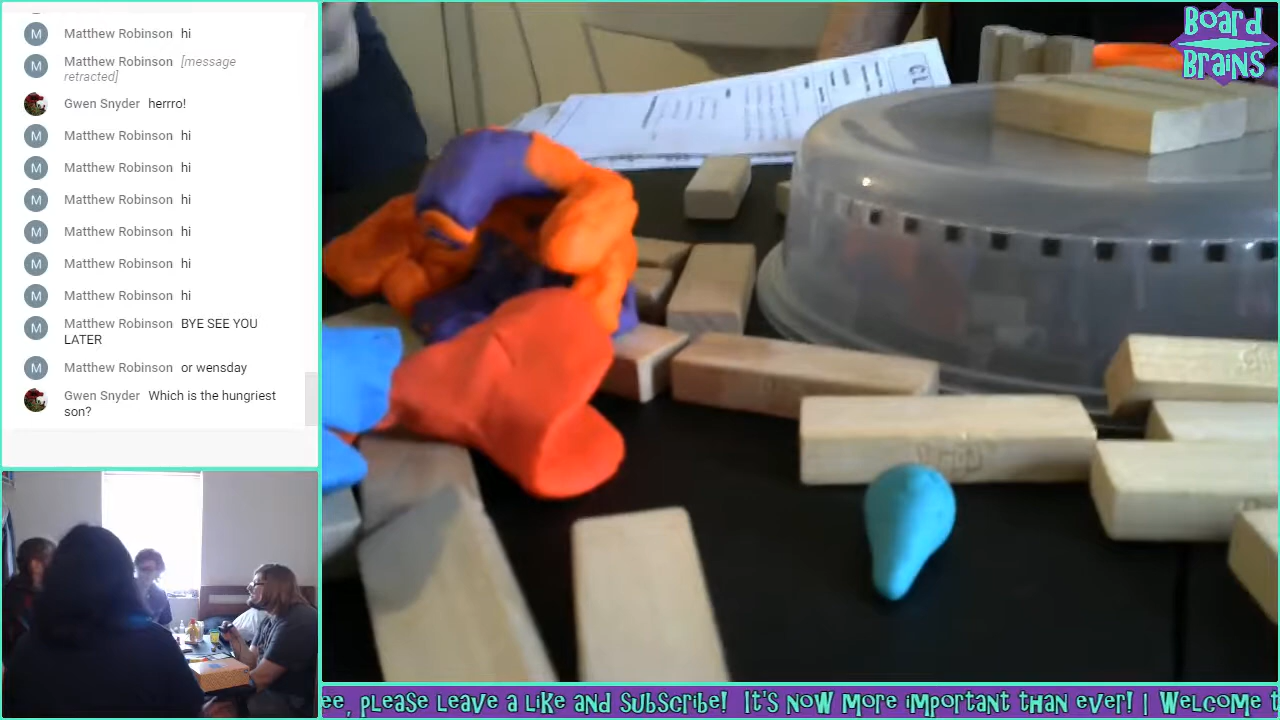 Matthew Robinson hi
Matthew Robinson [message
retracted]
Gwen Snyder herrro!
M Matthew Robinson hi
M Matthew Robinson hi
M Matthew Robinson hi
M Matthew Robinson hi
M Matthew Robinson hi
M Matthew Robinson hi
M Matthew Robinson BYE SEE YOU
LATER
M Matthew Robinson or wensday
Gwen Snyder Which is the hungriest
son?
Board
Brains
ee, please leave a like and subscribe! It's now more important than ever! | Welcome t